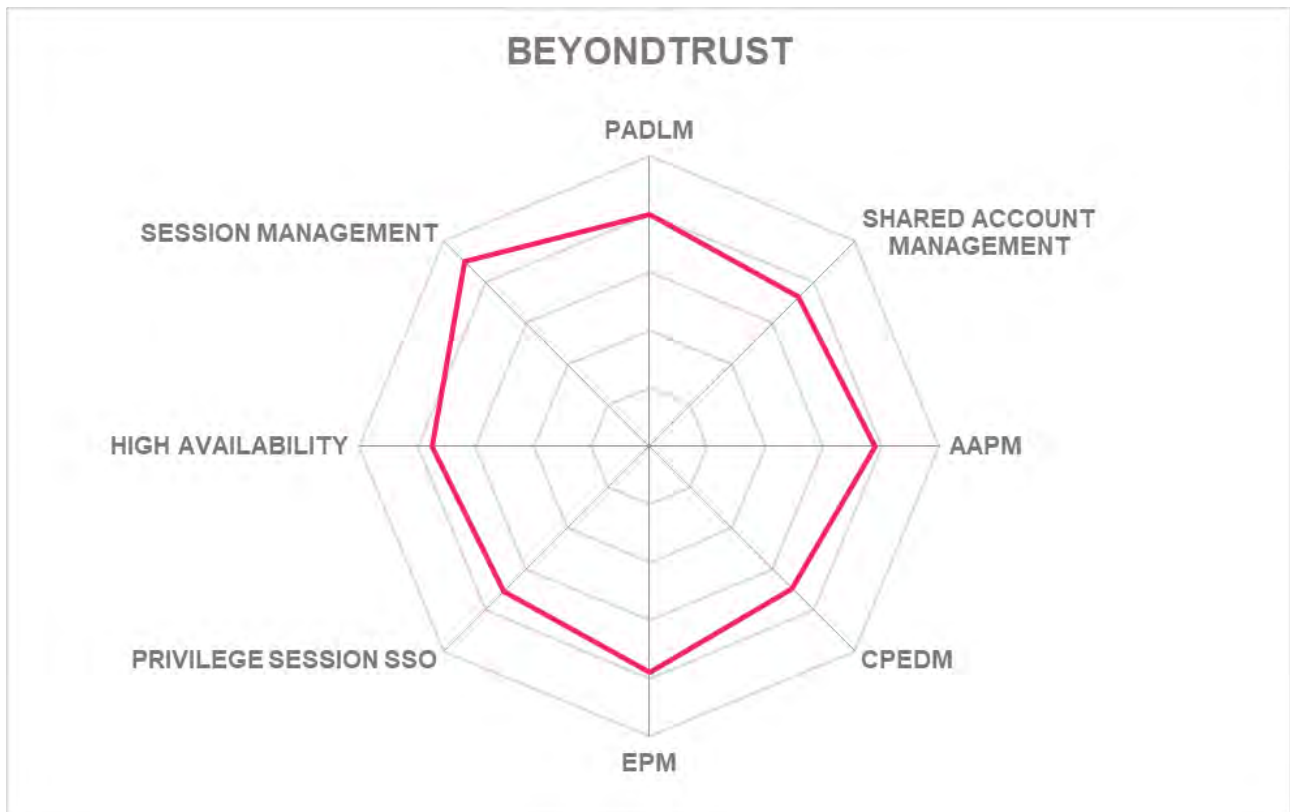 BEYONDTRUST
PADLM
SESSION MANAGEMENT
SHARED ACCOUNT
MANAGEMENT
HIGH AVAILABILITY
AAPM
PRIVILEGE SESSION SSO
CPEDM
EPM